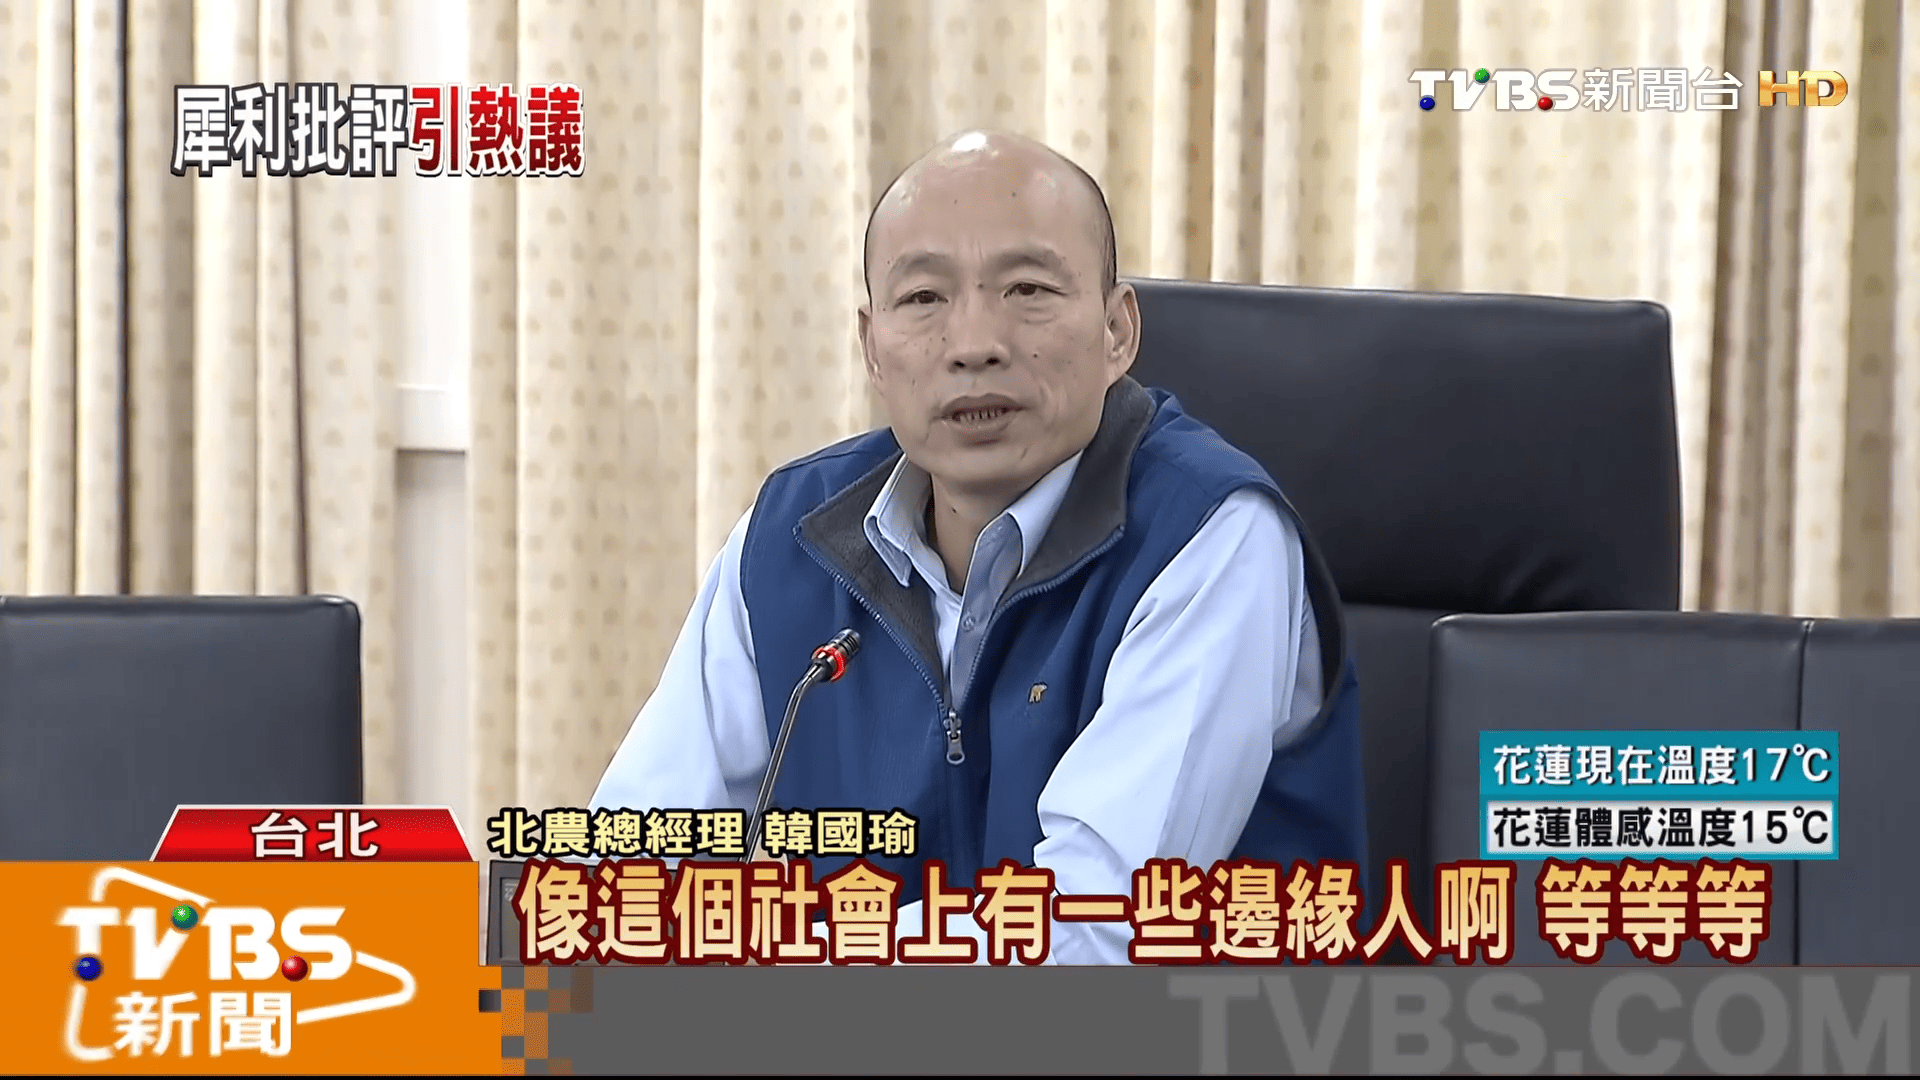 犀利批評引熱議
TVBS新聞台 HD
花蓮現在溫度17℃
花蓮體感溫度15℃
台北
北農總經理 韓國瑜
像這個社會上有一些邊緣人啊 等等等
TVBS
新聞
TVBS.COM